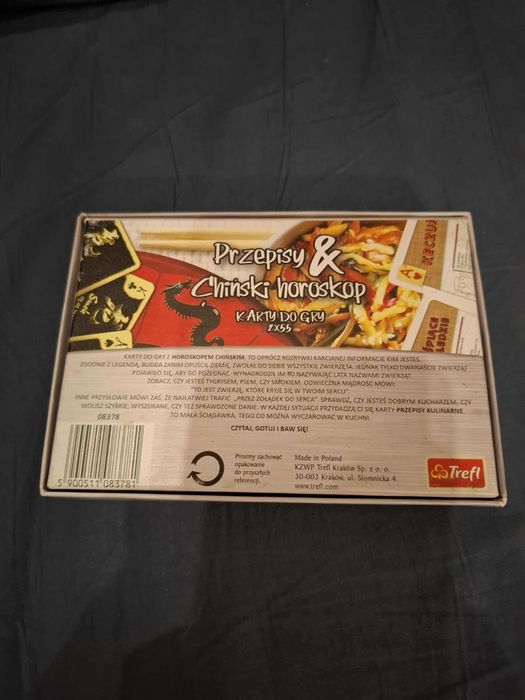 Przepisy &
Chiński horoskop
KARTY DO GRY
2X55
A
KECZUP
ŚPIĄCE
LEDZIE
KARTY DO GRY Z HOROSKOPEM CHIŃSKIM, TO OPRÓCZ ROZRYWKI KARCIANEJ INFORMACJE KIM JESTEŚ.
ZGODNIE Z LEGENDĄ, BUDDA ZANIM OPUŚCIŁ ZIEMIĘ, ZWOŁAŁ DO SIEBIE WSZYSTKIE ZWIERZĘTA. JEDNAK TYLKO DWANAŚCIE ZWIERZĄT
POJAWIŁO SIĘ, ABY GO POŻEGNAĆ. WYNAGRODZIŁ IM TO NAZYWAJĄC LATA NAZWAMI ZWIERZĄT.
ZOBACZ, CZY JESTEŚ TYGRYSEM, PSEM, CZY SMOKIEM. ODWIECZNA MĄDROŚĆ MÓWI:
"TO JEST ZWIERZĘ, KTÓRE KRYJE SIĘ W TWOIM SERCU".
INNE PRZYSŁOWIE MÓWI ZAŚ, ŻE NAJŁATWIEJ TRAFIĆ „PRZEZ ŻOŁĄDEK DO SERCA". SPRAWDŹ, CZY JESTEŚ DOBRYM KUCHARZEM, CZY
WOLISZ SZYBKIE, WYSZUKANE, CZY TEŻ SPRAWDZONE DANIE. W KAŻDEJ SYTUACJI PRZYDADZĄ CI SIĘ KARTY PRZEPISY KULINARNE.
08378 TO MAŁA ŚCIĄGAWKA, TEGO CO MOŻNA WYCZAROWAĆ W KUCHNI.
CZYTAJ, GOTUJ I BAW SIĘ!
5 900511 083781
Prosimy zachować
opakowanie
do przyszłych
referencji.
Made in Poland
KZWP Trefl Kraków Sp. z o. o.
30-003 Kraków, ul. Słomnicka 4
www.trefl.com
Trefl